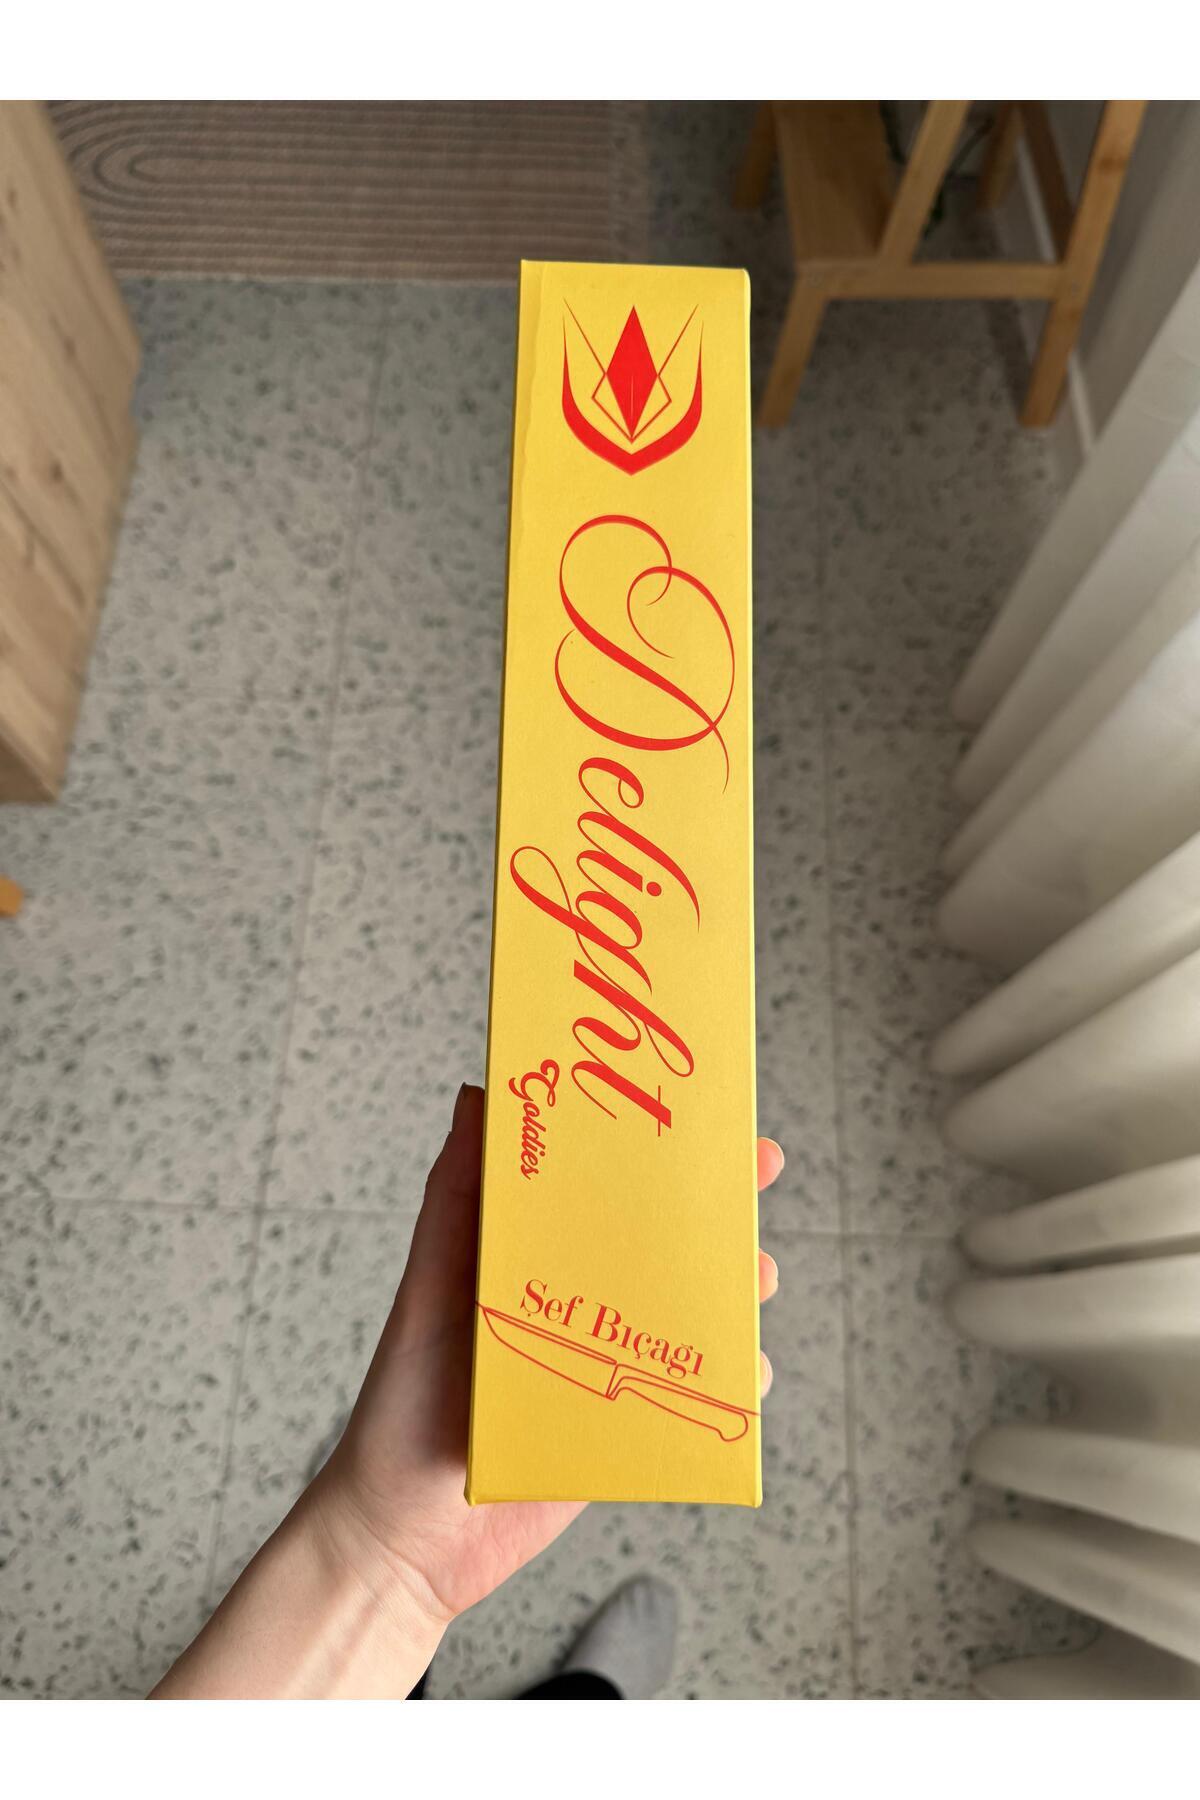 Delight
Goldies
Şef Bıçağı